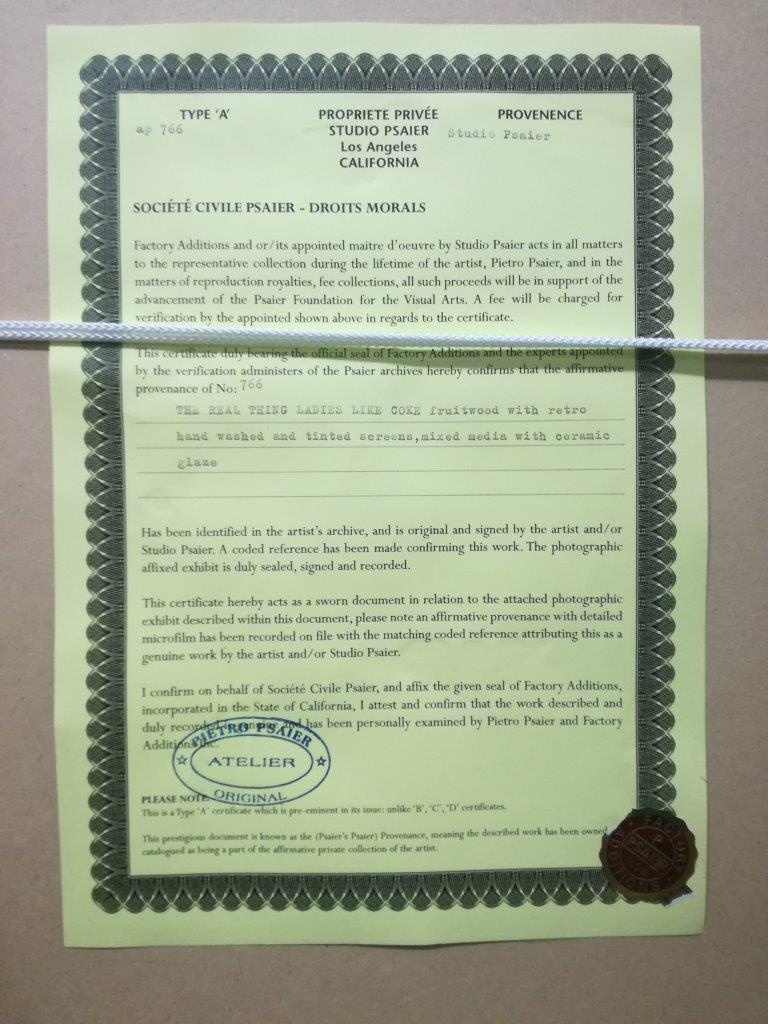 TYPE 'A' PROPRIETE PRIVÉE PROVENENCE
ap 766 STUDIO PSAIER Studio Psaier
Los Angeles
CALIFORNIA
SOCIÉTÉ CIVILE PSAIER – DROITS MORALS
Factory Additions and or/its appointed maitre d'oeuvre by Studio Psaier acts in all matters
to the representative collection during the lifetime of the artist, Pietro Psaier, and in the
matters of reproduction royalties, fee collections, all such proceeds will be in support of the
advancement of the Psaier Foundation for the Visual Arts. A fee will be charged for
verification by the appointed shown above in regards to the certificate.
This certificate duly bearing the official seal of Factory Additions and the experts appointed
by the verification administers of the Psaier archives hereby confirms that the affirmative
provenance of No: 766
THE REAL THING LADIES LIKE COKE fruitwood with retro
hand washed and tinted screens,mixed media with ceramic
glaze
Has been identified in the artist's archive, and is original and signed by the artist and/or
Studio Psaier. A coded reference has been made confirming this work. The photographic
affixed exhibit is duly sealed, signed and recorded.
This certificate hereby acts as a sworn document in relation to the attached photographic
exhibit described within this document, please note an affirmative provenance with detailed
microfilm has been recorded on file with the matching coded reference attributing this as a
genuine work by the artist and/or Studio Psaier.
I confirm on behalf of Société Civile Psaier, and affix the given seal of Factory Additions,
incorporated in the State of California, I attest and confirm that the work described and
duly recorded genuine and has been personally examined by Pietro Psaier and Factory
Additions Inc.
PIETRO PSAIER
ATELIER
ORIGINAL
PLEASE NOTE
This is a Type 'A' certificate which is pre-eminent in its issue: unlike 'B', 'C', 'D' certificates.
This prestigious document is known as the (Psaier's Psaier) Provenance, meaning the described work has been owned
catalogued as being a part of the affirmative private collection of the artist.
FACTORY
P
PSAIER
ADDITIONS